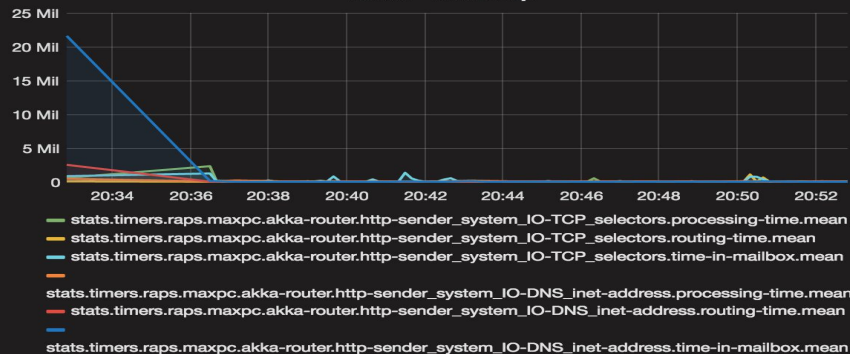 25 Mil
20 Mil
15 Mil
10 Mil
5 Mil
0
20:34 20:36 20:38 20:40 20:42 20:44 20:46 20:48 20:50 20:52
stats.timers.raps.maxpc.akka-router.http-sender_system_IO-TCP_selectors.processing-time.mean
stats.timers.raps.maxpc.akka-router.http-sender_system_IO-TCP_selectors.routing-time.mean
stats.timers.raps.maxpc.akka-router.http-sender_system_IO-TCP_selectors.time-in-mailbox.mean
stats.timers.raps.maxpc.akka-router.http-sender_system_IO-DNS_inet-address.processing-time.mean
stats.timers.raps.maxpc.akka-router.http-sender_system_IO-DNS_inet-address.routing-time.mean
stats.timers.raps.maxpc.akka-router.http-sender_system_IO-DNS_inet-address.time-in-mailbox.mean